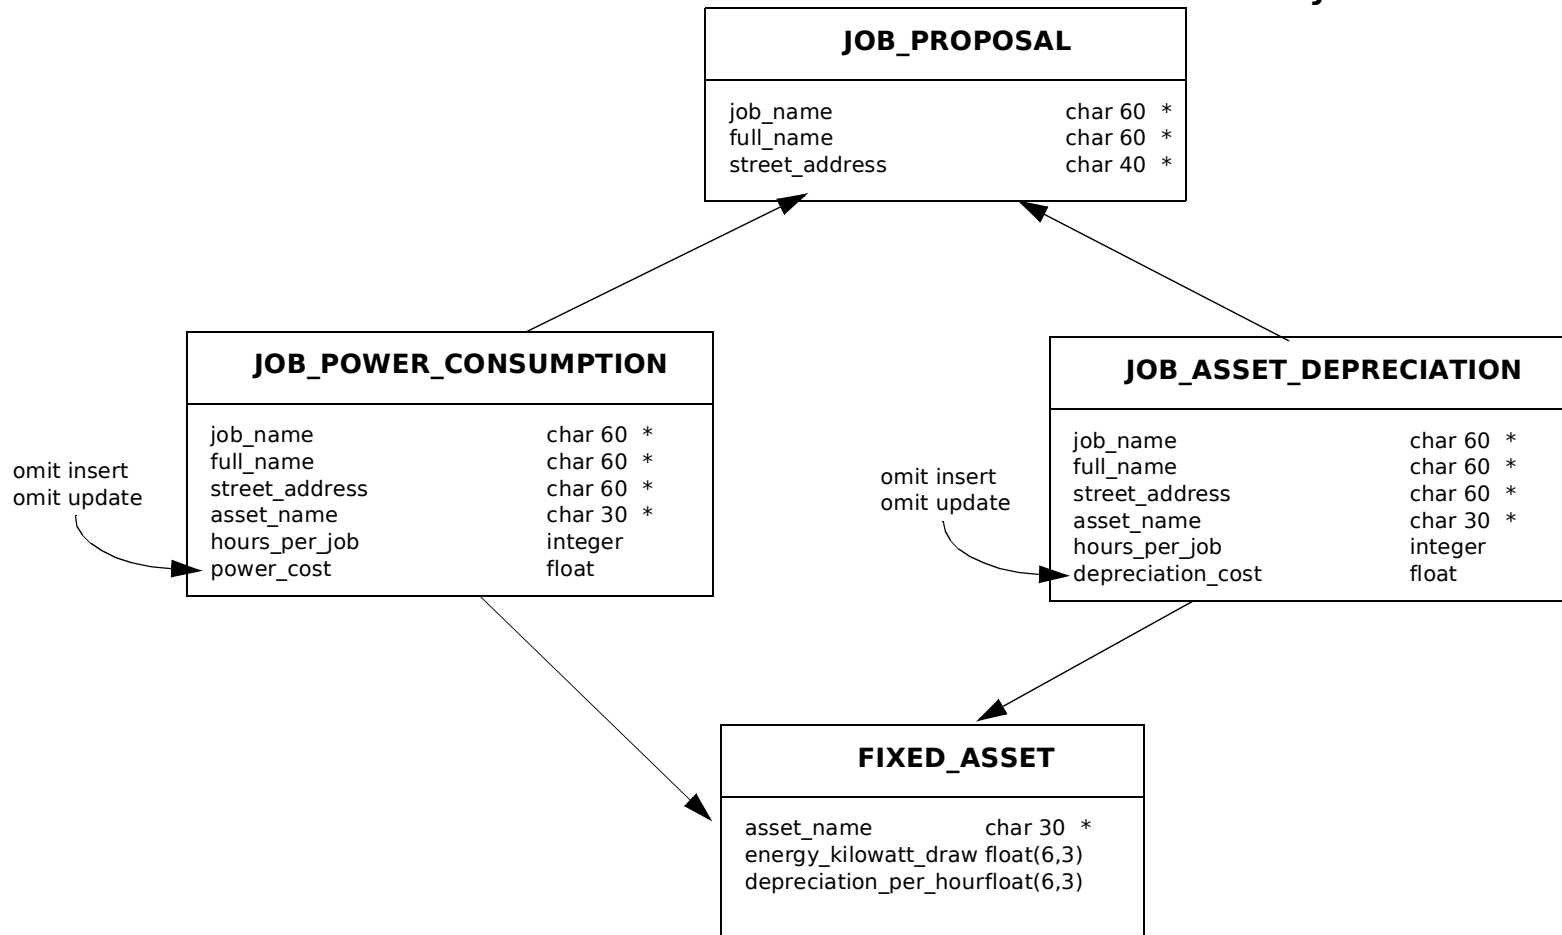 JOB_PROPOSAL
job_name char 60 *
full_name char 60 *
street_address char 40 *
JOB_POWER_CONSUMPTION
job_name char 60 *
full_name char 60 *
street_address char 60 *
asset_name char 30 *
hours_per_job integer
power_cost float
omit insert
omit update
JOB_ASSET_DEPRECIATION
job_name char 60 *
full_name char 60 *
street_address char 60 *
asset_name char 30 *
hours_per_job integer
depreciation_cost float
omit insert
omit update
FIXED_ASSET
asset_name char 30 *
energy_kilowatt_draw float(6,3)
depreciation_per_hourfloat(6,3)